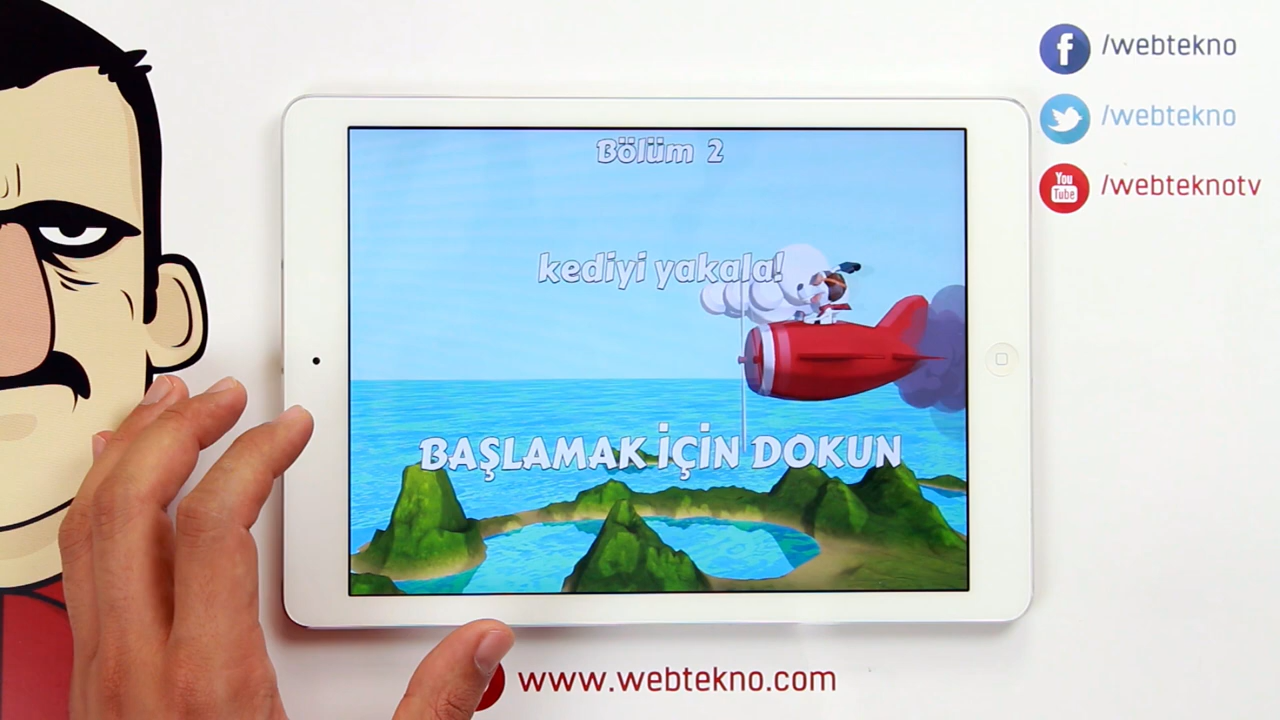 /webtekno
/webtekno
You
Tube
/webteknotv
Bölüm 2
kediyi yakala!
BAŞLAMAK İÇİN DOKUN
www.webtekno.com